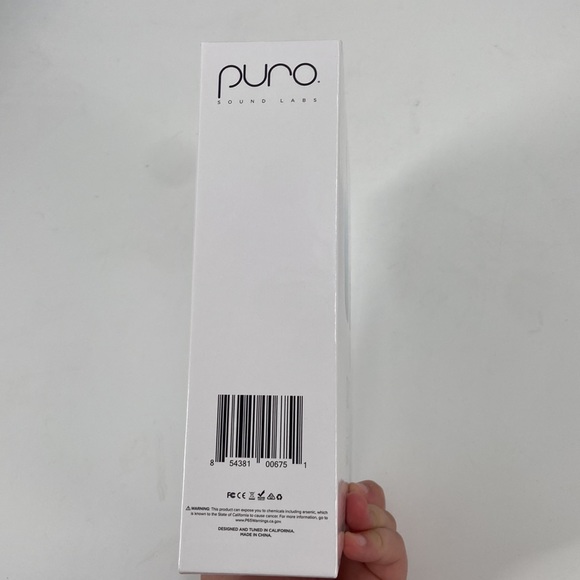 puro
SOUND LABS
8 54381 00675 1
FC CE
WARNING: This product can expose you to chemicals including arsenic, which
is known to the State of California to cause cancer. For more information, go to
www.P65Warnings.ca.gov.
DESIGNED AND TUNED IN CALIFORNIA.
MADE IN CHINA.